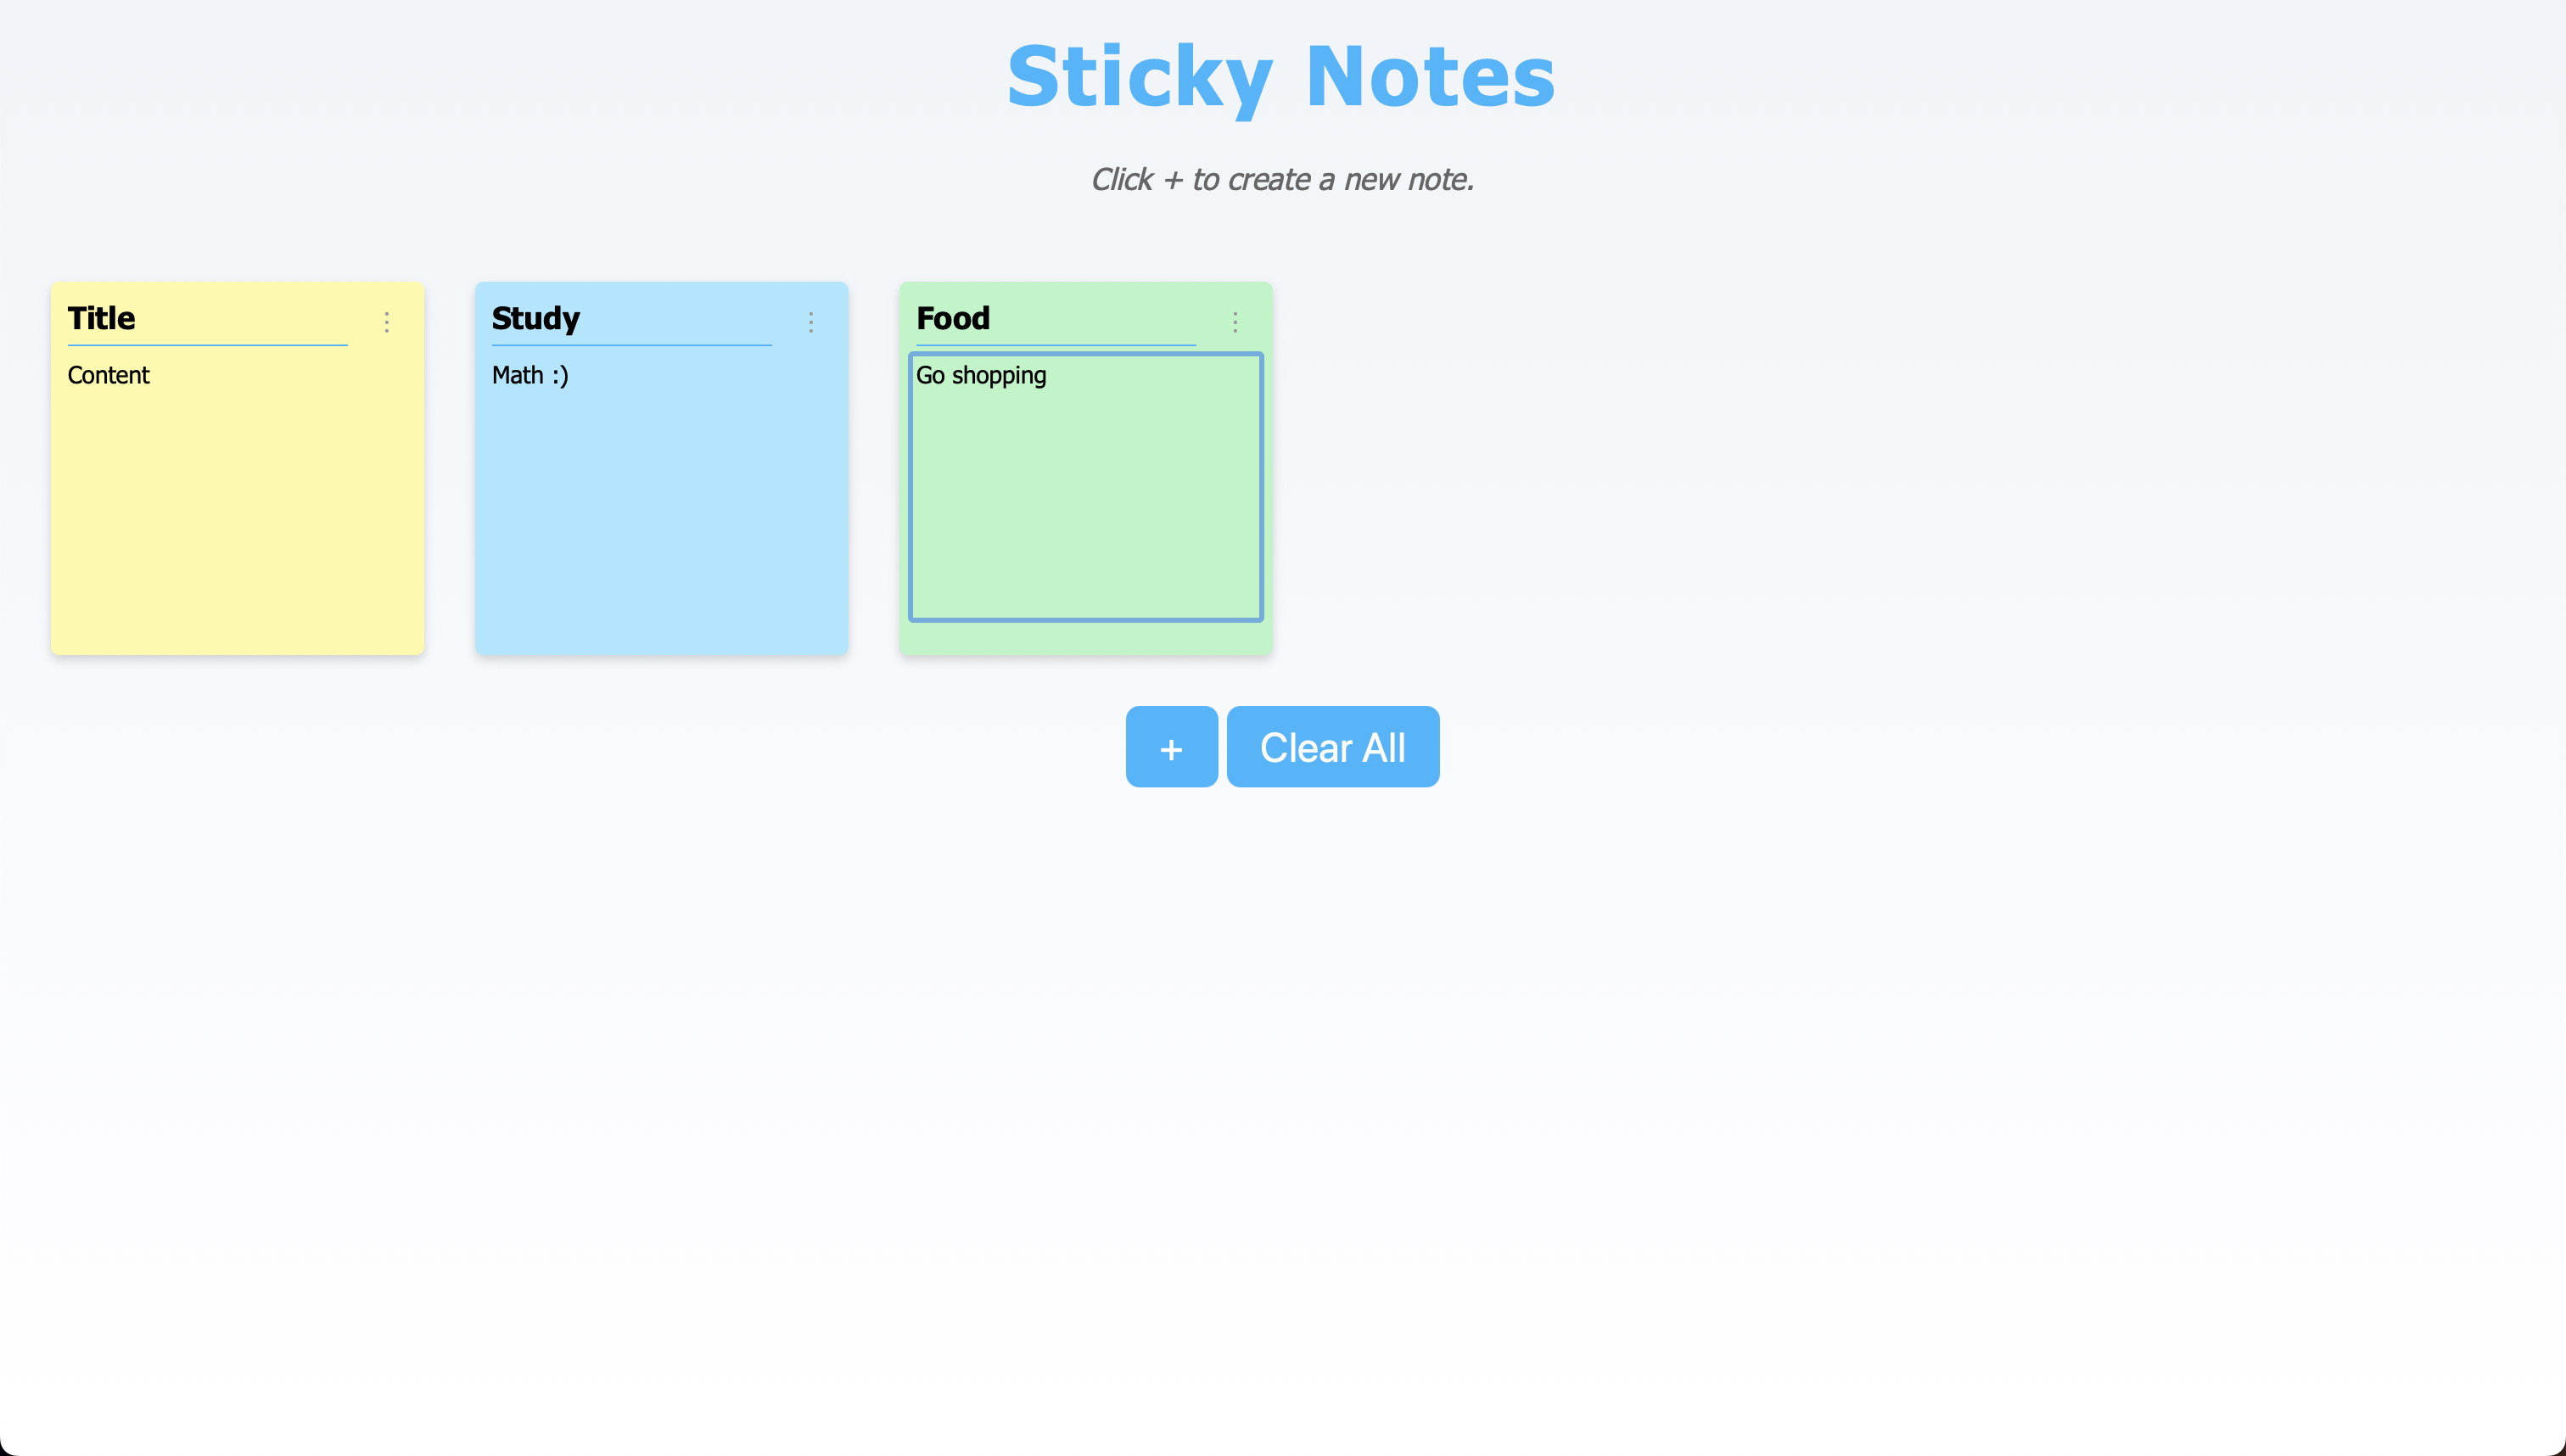 Sticky Notes
Click + to create a new note.
Title
Content
Study
Math :)
Food
Go shopping
+
Clear All